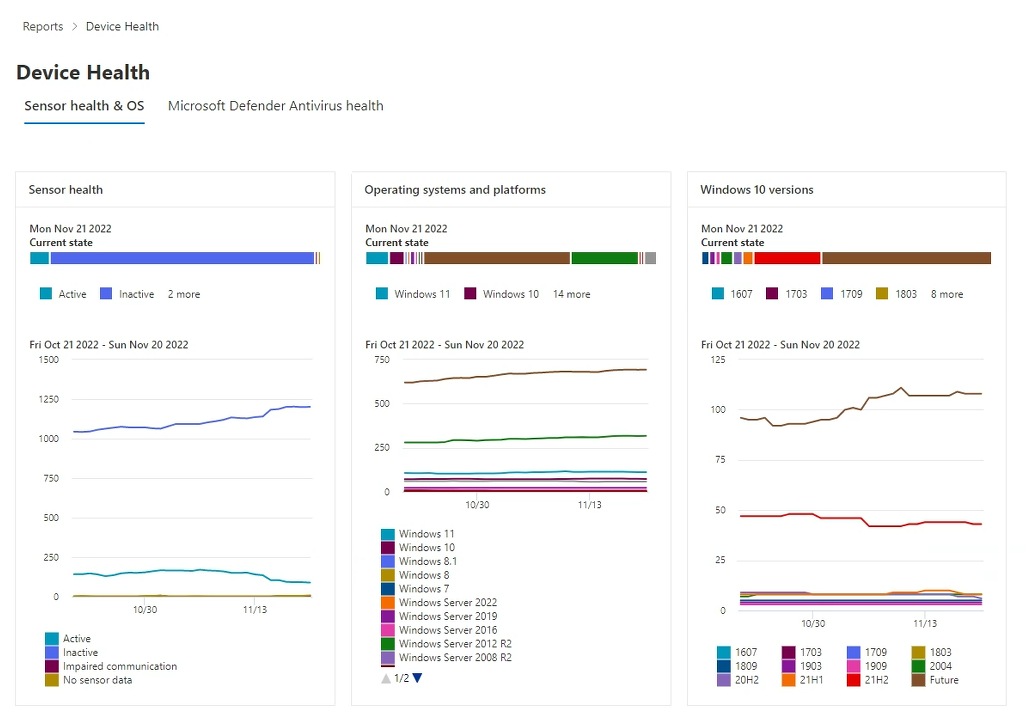 Reports > Device Health
Device Health
Sensor health & OS Microsoft Defender Antivirus health
Sensor health
Mon Nov 21 2022
Current state
Active Inactive 2 more
Fri Oct 21 2022 - Sun Nov 20 2022
1500
1250
1000
750
500
250
0
10/30 11/13
Active
Inactive
Impaired communication
No sensor data
Operating systems and platforms
Mon Nov 21 2022
Current state
Windows 11 Windows 10 14 more
Fri Oct 21 2022 - Sun Nov 20 2022
750
500
250
0
10/30 11/13
Windows 11
Windows 10
Windows 8.1
Windows 8
Windows 7
Windows Server 2022
Windows Server 2019
Windows Server 2016
Windows Server 2012 R2
Windows Server 2008 R2
1/2
Windows 10 versions
Mon Nov 21 2022
Current state
1607 1703 1709 1803 8 more
Fri Oct 21 2022 - Sun Nov 20 2022
125
100
75
50
25
0
10/30 11/13
1607 1703 1709 1803
1809 1903 1909 2004
20H2 21H1 21H2 Future